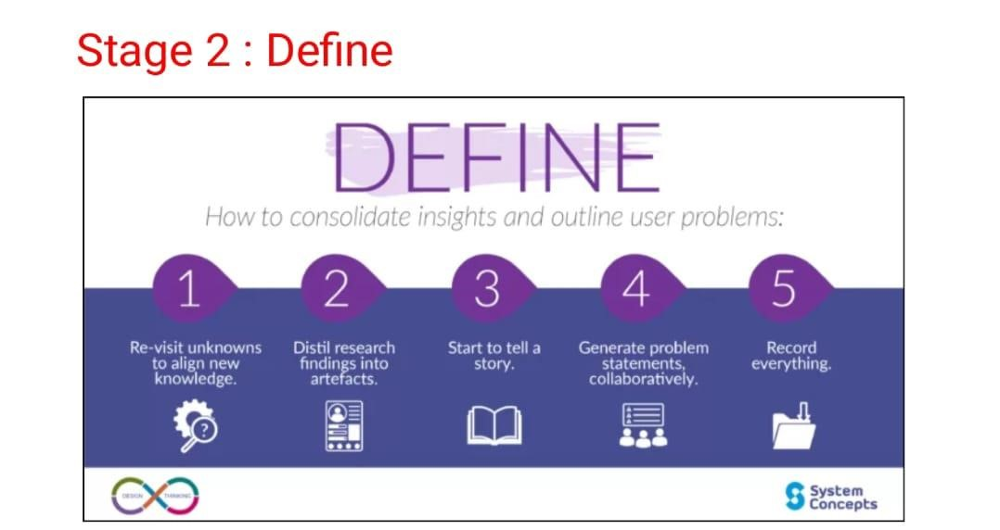 Stage 2 : Define
DEFINE
How to consolidate insights and outline user problems:
1
Re-visit unknowns
to align new
knowledge.
?
2
Distil research
findings into
artefacts.
3
Start to tell a
story.
4
Generate problem
statements,
collaboratively.
5
Record
everything.
DESIGN THINKING
System
Concepts